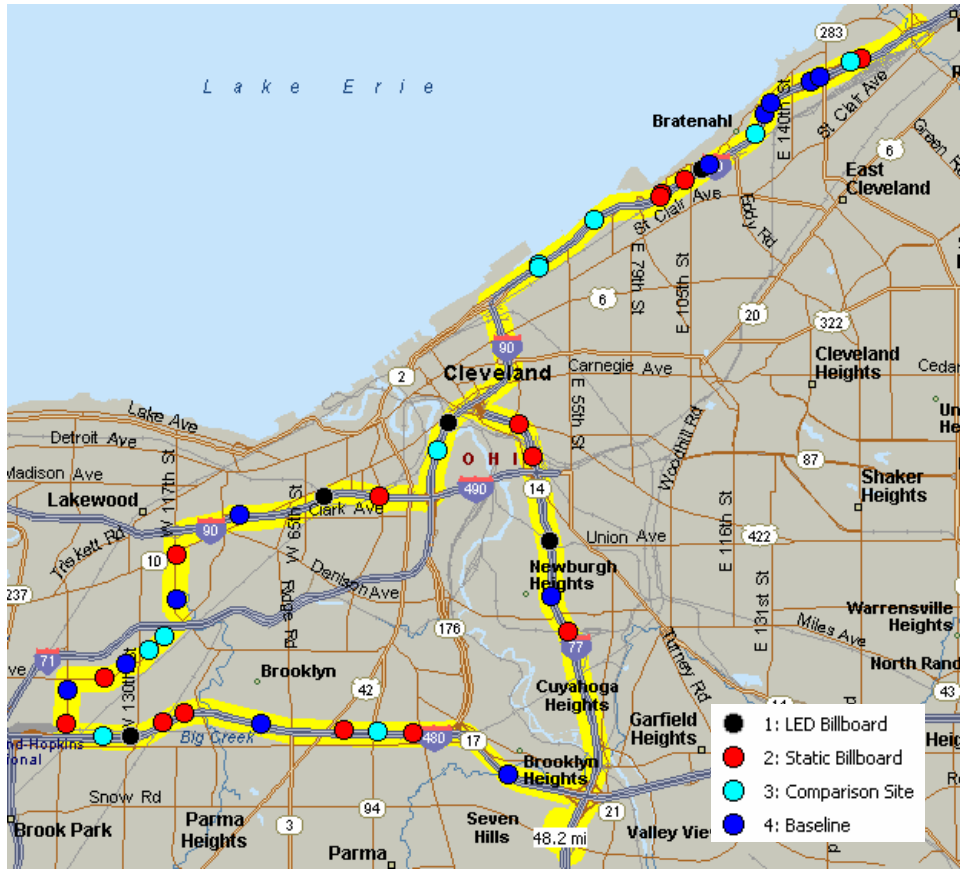 283
Lake Erie
Bratenahl
E 140th St
St Clair Ave
6
Green Rd
East
Cleveland
90
St Clair Ave
Eddy Rd
E 79th St
E 105th St
6
20
322
90
Cleveland
Heights
2
Cleveland
Carnegie Ave
Cedar
Lake Ave
E 55th St
Detroit Ave
Woodhill Rd
87
Madison Ave
W 117th St
OHI
Shaker
Heights
Lakewood
W 65th St
490
14
Clark Ave
90
E 116th St
422
Union Ave
Triskett Rd
10
Denison Ave
Newburgh
Heights
237
Ridge Rd
E 131st St
Warrensville
Heights
Miles Ave
176
71
77
Turney Rd
North Rand
Brooklyn
W 130th St
42
Cuyahoga
Heights
43
Garfield
Heights
Big Creek
480
17
nd-Hopkins
ional
Brooklyn
Heights
Snow Rd
94
21
Brook Park
Parma
Heights
3
Seven
Hills
Valley View
48.2 mi
Parma
1: LED Billboard
2: Static Billboard
3: Comparison Site
4: Baseline